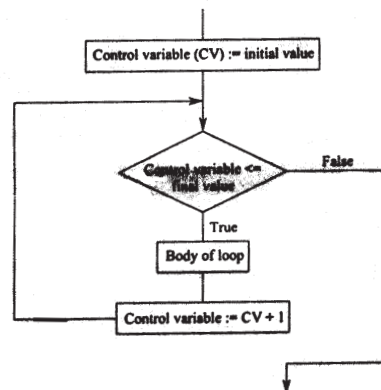 Control variable (CV) := initial value
Control variable <=
final value
False
True
Body of loop
Control variable := CV + 1